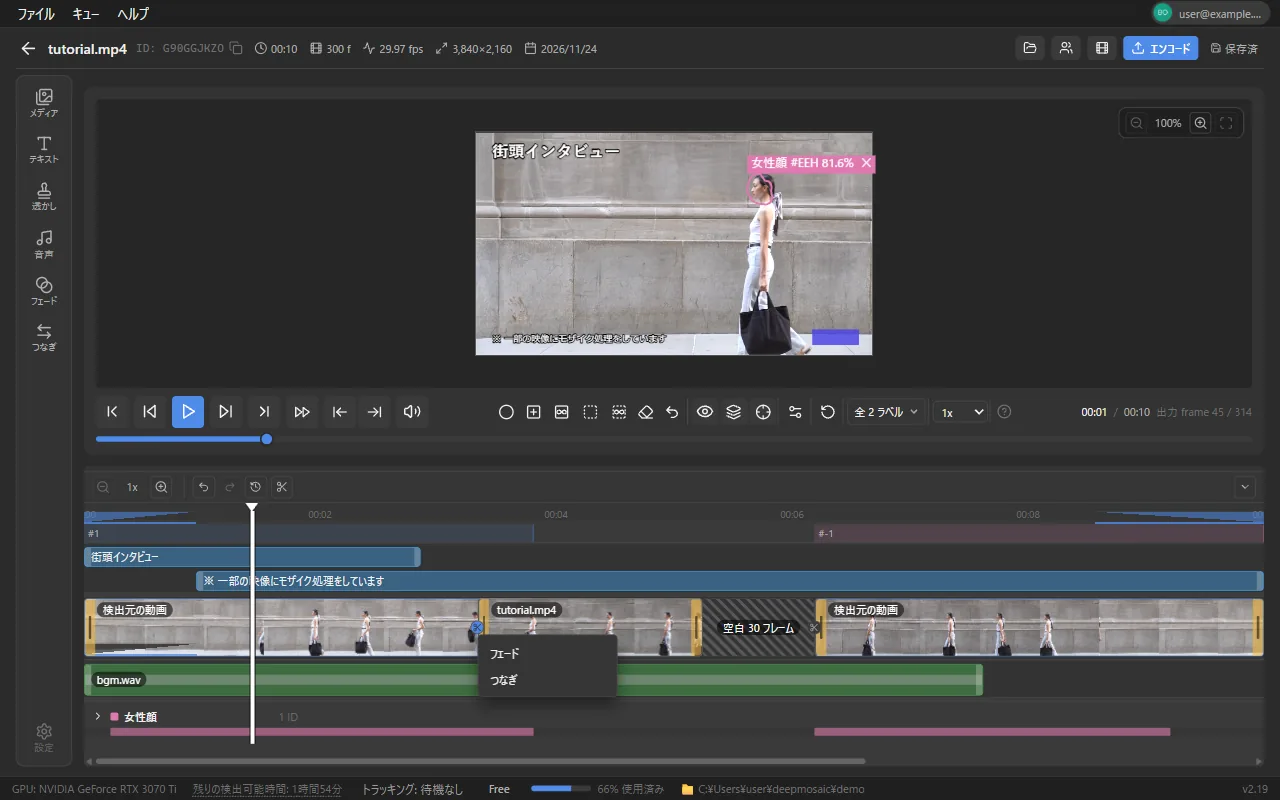 ファイル キュー ヘルプ
BO user@example....
tutorial.mp4 ID: G90GGJKZO 00:10 300 f 29.97 fps 3,840×2,160 2026/11/24
エンコード 保存済
メディア
テキスト
透かし
音声
フェード
つなぎ
設定
100%
街頭インタビュー
女性顔 #EEH 81.6%
※ 一部の映像にモザイク処理をしています
全 2 ラベル 1x
00:01 / 00:10 出力 frame 45 / 314
1x
00 00:02 00:04 00:06 00:08
#1 #-1
街頭インタビュー
※ 一部の映像にモザイク処理をしています
検出元の動画 tutorial.mp4 空白 30 フレーム 検出元の動画
フェード
つなぎ
bgm.wav
女性顔 1 ID
GPU: NVIDIA GeForce RTX 3070 Ti 残りの検出可能時間: 1時間54分 トラッキング: 待機なし Free 66% 使用済み C:¥Users¥user¥deepmosaic¥demo v2.19